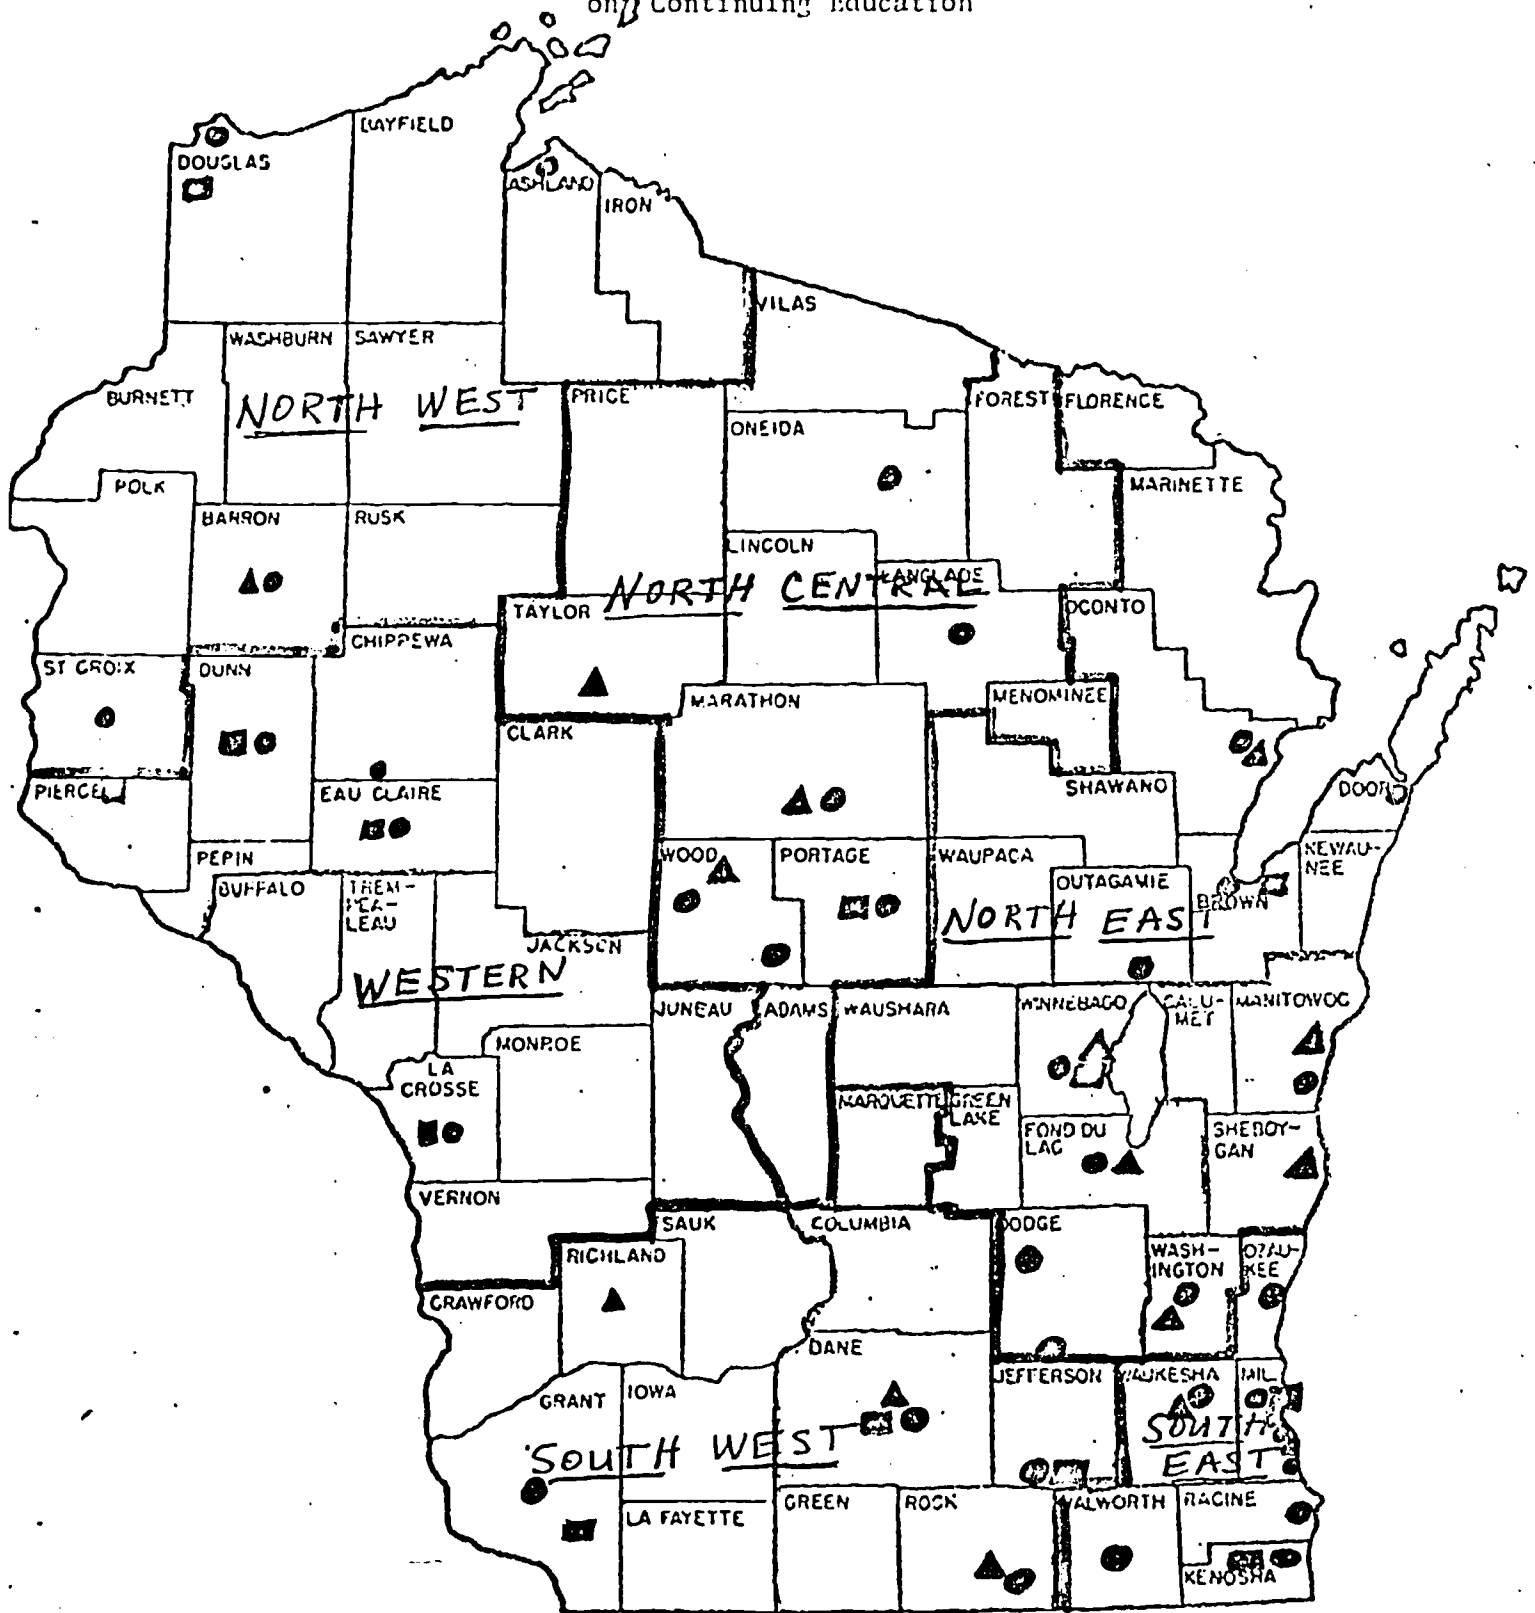 on Continuing Education
BAYFIELD
DOUGLAS
ASHLAND
IRON
VILAS
WASHBURN
SAWYER
BURNETT
NORTH WEST
PRICE
FOREST
FLORENCE
ONEIDA
POLK
MARINETTE
BARRON
RUSK
LINCOLN
LANGLADE
NORTH CENTRAL
TAYLOR
OCONTO
CHIPPEWA
ST CROIX
DUNN
MENOMINEE
MARATHON
CLARK
PIERCE
EAU CLAIRE
SHAWANO
DOOR
PEPIN
WOOD
PORTAGE
WAUPACA
KEWAU-
NEE
BUFFALO
TREM-
PEA-
LEAU
OUTAGAMIE
BROWN
NORTH EAST
JACKSON
WESTERN
JUNEAU
ADAMS
WAUSHARA
WINNEBAGO
CALU-
MET
MANITOWOC
MONROE
LA
CROSSE
MARQUETTE
GREEN
LAKE
FOND DU
LAC
SHEBOY-
GAN
VERNON
SAUK
COLUMBIA
DODGE
RICHLAND
WASH-
INGTON
OZAU-
KEE
CRAWFORD
DANE
JEFFERSON
WAUKESHA
MIL.
GRANT
IOWA
SOUTH WEST
SOUTH
EAST
LA FAYETTE
GREEN
ROCK
WALWORTH
RACINE
KENOSHA